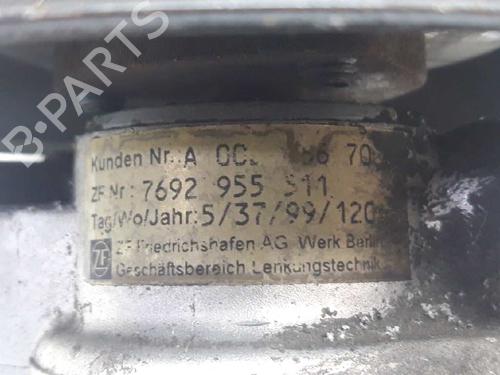 B-PARTS
Kunden Nr. A
ZF Nr.: 7692 955 511
Tag/Wo/Jahr: 5/37/99/120
ZF Friedrichshafen AG Werk Berlin
Geschäftsbereich Lenkungstechnik
ZF